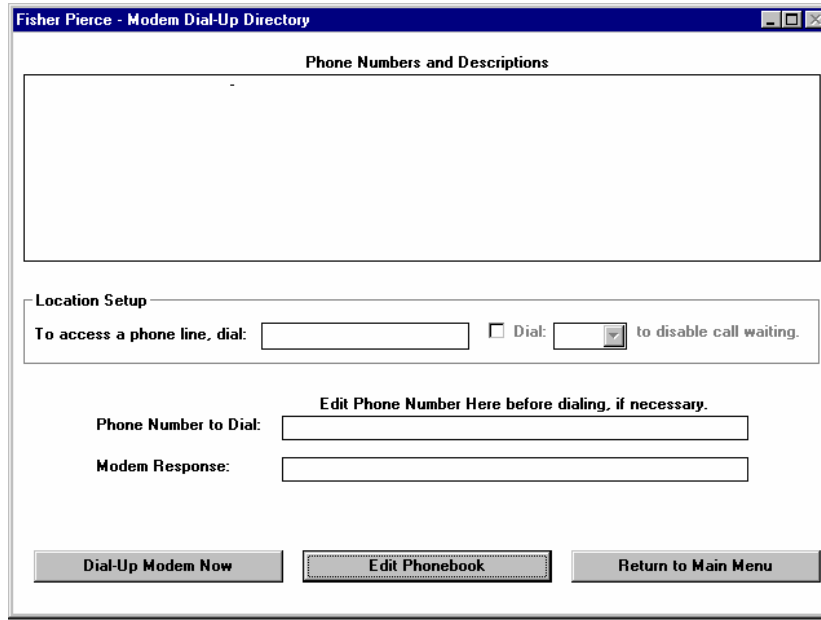 Fisher Pierce - Modem Dial-Up Directory
Phone Numbers and Descriptions
-
Location Setup
To access a phone line, dial:
Dial:
to disable call waiting.
Edit Phone Number Here before dialing, if necessary.
Phone Number to Dial:
Modem Response:
Dial-Up Modem Now
Edit Phonebook
Return to Main Menu